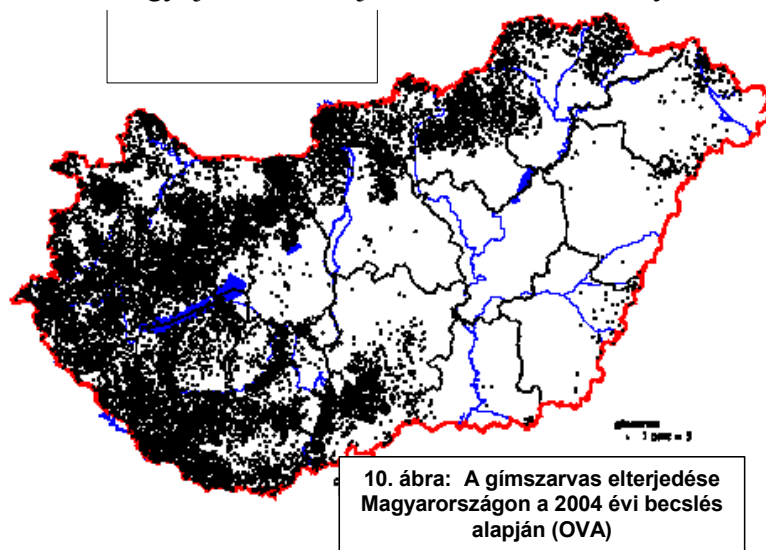 10. ábra: A gímszarvas elterjedése
Magyarországon a 2004 évi becslés
alapján (OVA)